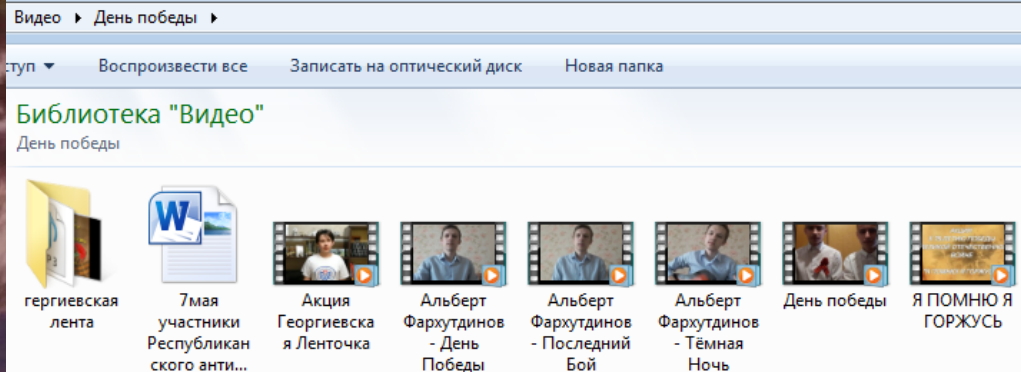 Видео ▸ День победы ▸
туп ▾ Воспроизвести все Записать на оптический диск Новая папка
Библиотека "Видео"
День победы
гергиевская
лента
7мая
участники
Республикан
ского анти...
Акция
Георгиевска
я Ленточка
Альберт
Фархутдинов
- День
Победы
Альберт
Фархутдинов
- Последний
Бой
Альберт
Фархутдинов
- Тёмная
Ночь
День победы
Я ПОМНЮ Я
ГОРЖУСЬ